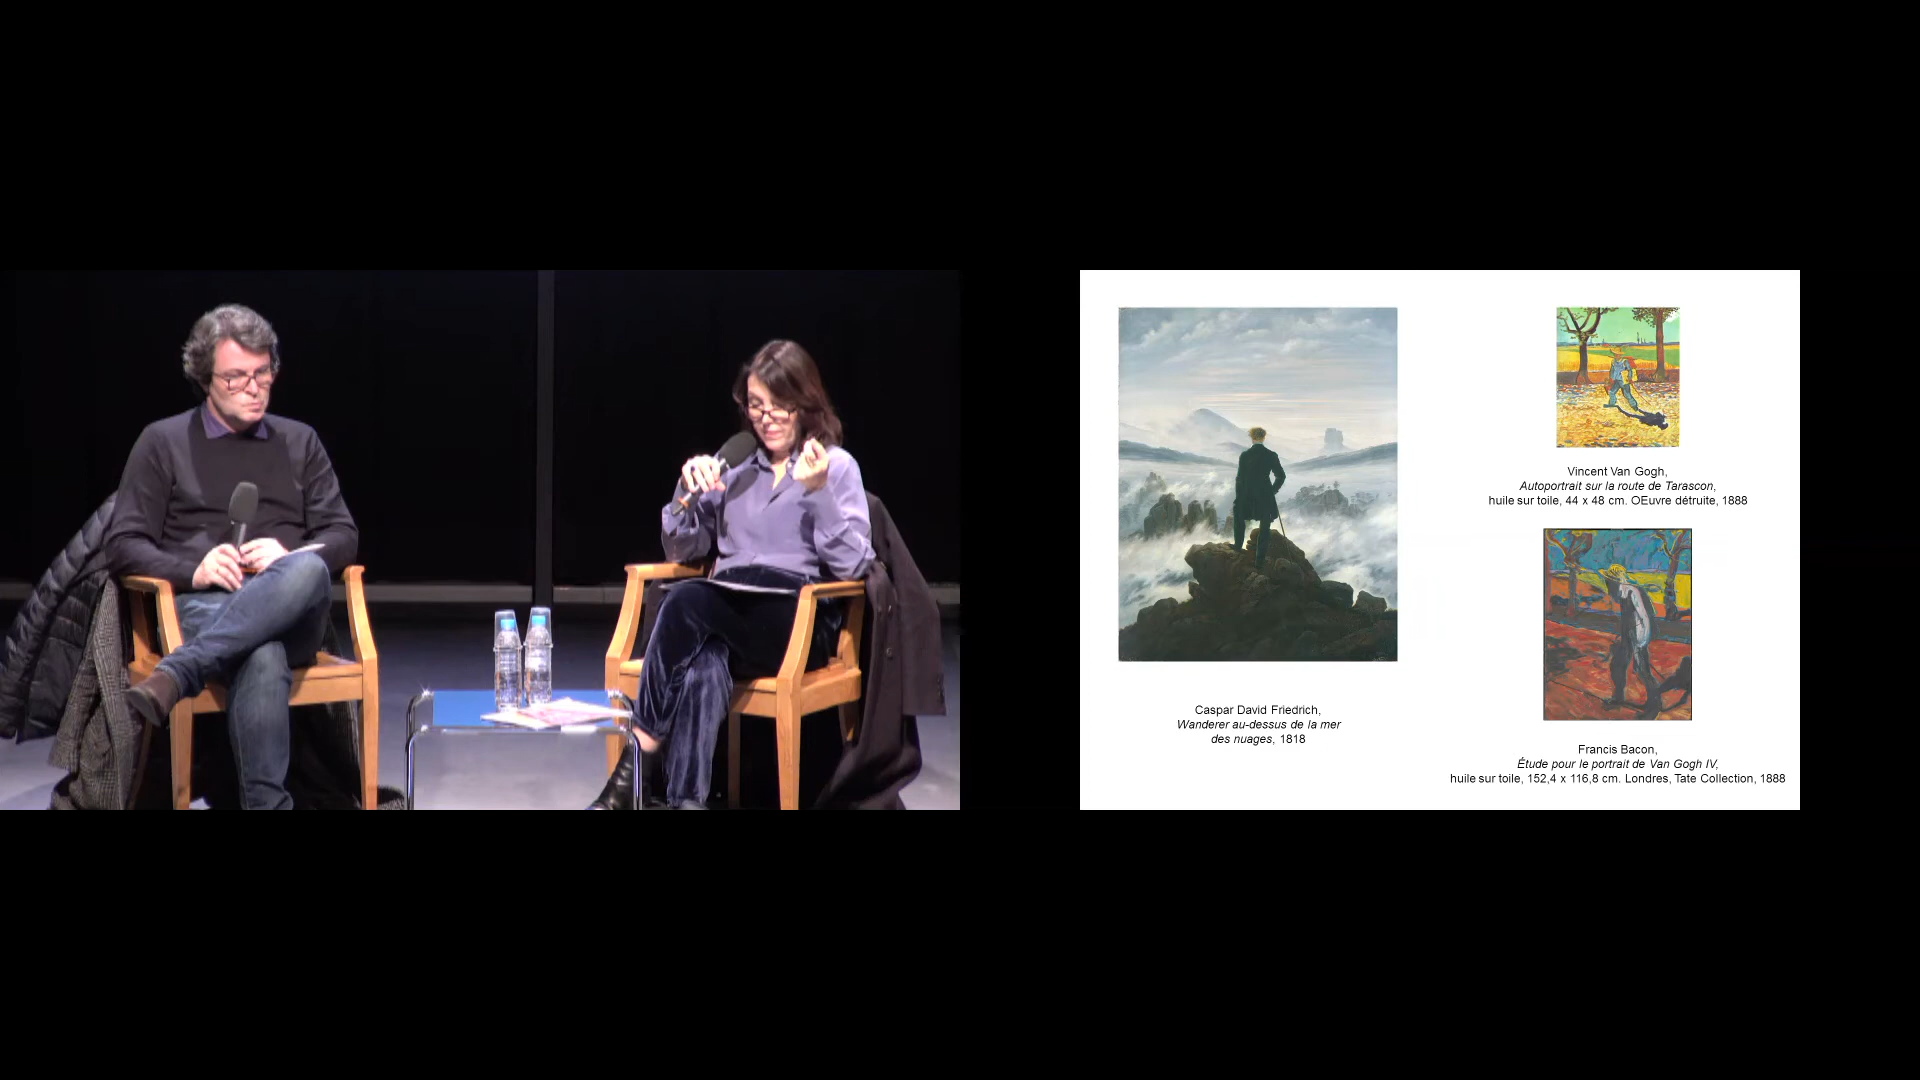 Caspar David Friedrich,
Wanderer au-dessus de la mer
des nuages, 1818
Vincent Van Gogh,
Autoportrait sur la route de Tarascon,
huile sur toile, 44 x 48 cm. OEuvre détruite, 1888
Francis Bacon,
Étude pour le portrait de Van Gogh IV,
huile sur toile, 152,4 x 116,8 cm. Londres, Tate Collection, 1888